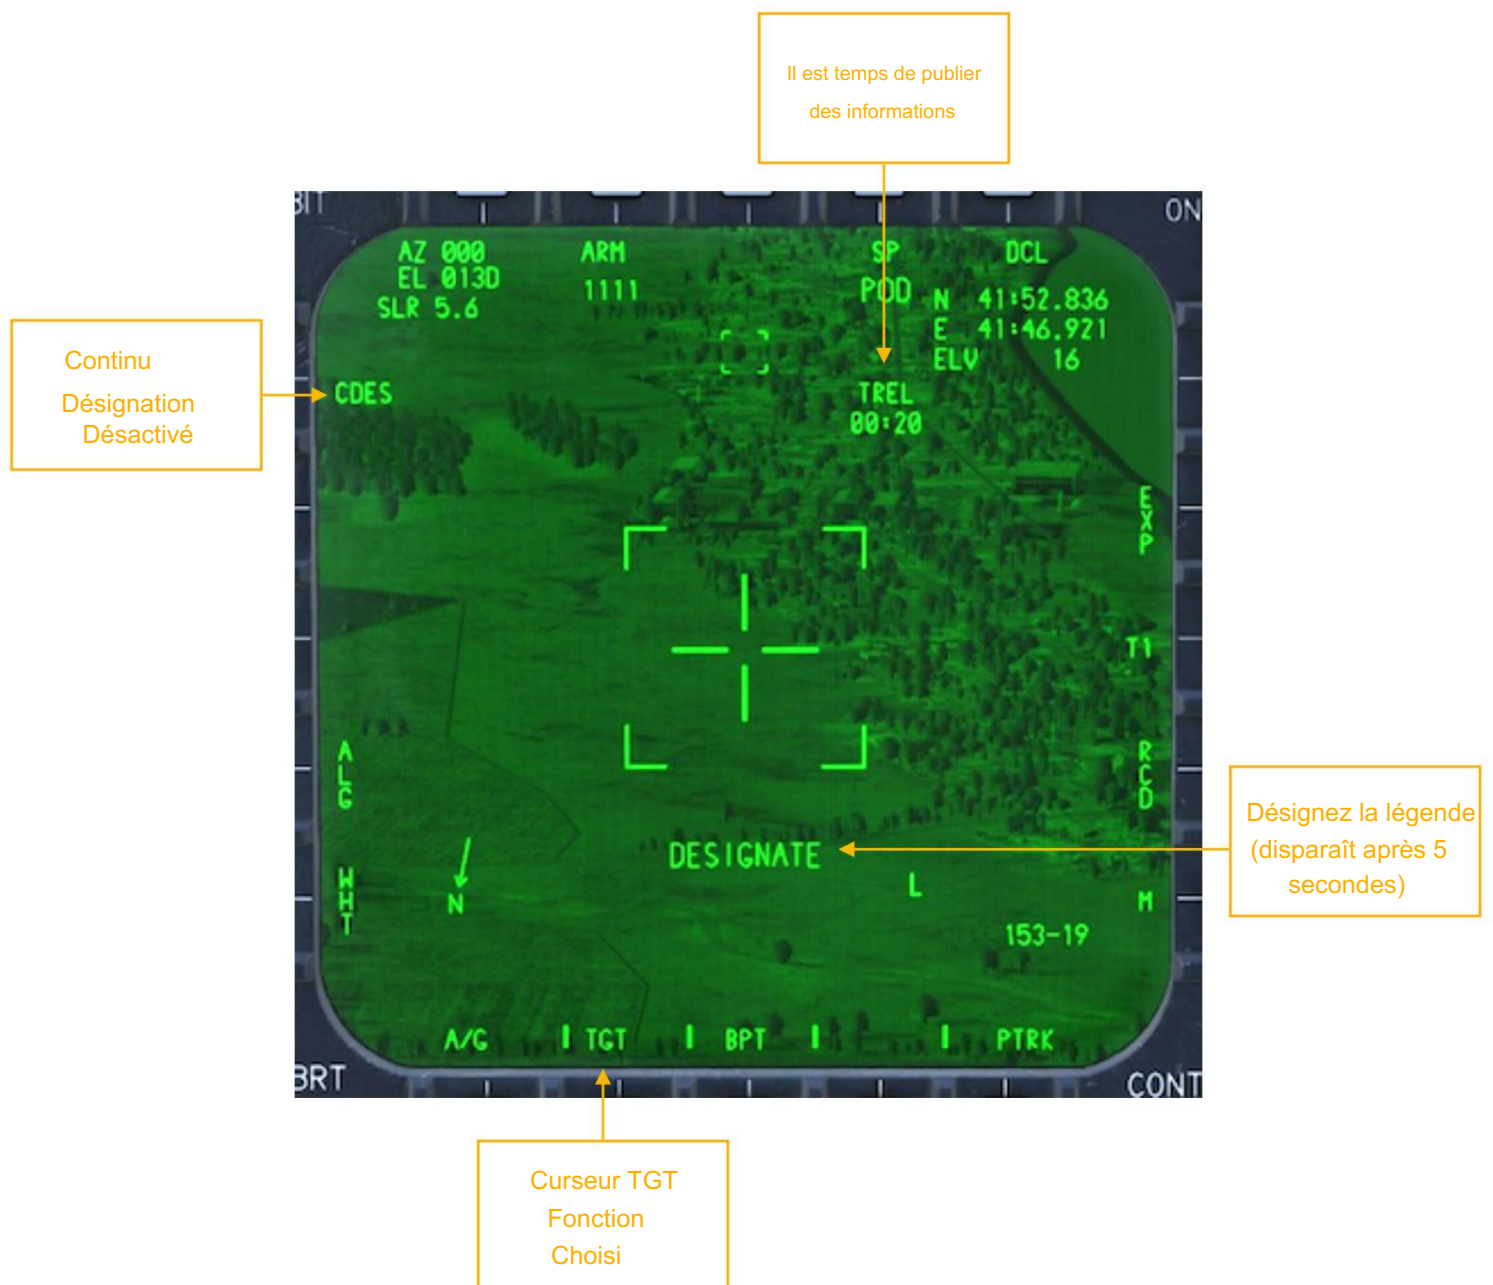 Il est temps de publier
des informations
BIT
ON
AZ 000
ARM
SP
DCL
EL 013D
1111
POD
N 41:52.836
SLR 5.6
E 41:46.921
ELV 16
Continu
Désignation
Désactivé
CDES
TREL
00:20
EXP
T1
ALG
RCD
Désignez la légende
(disparaît après 5
secondes)
DESIGNATE
WHT
N
L
M
153-19
A/G
TGT
BPT
PTRK
BRT
CONT
Curseur TGT
Fonction
Choisi